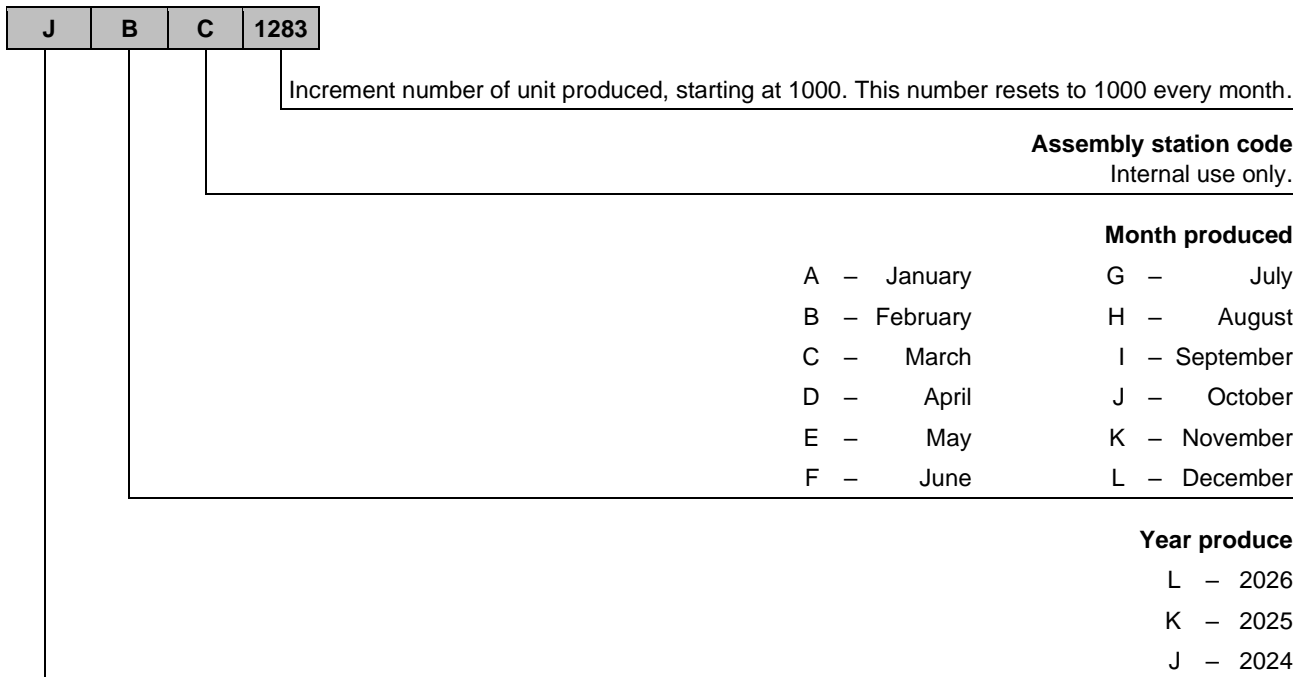 J B C 1283
Increment number of unit produced, starting at 1000. This number resets to 1000 every month.
Assembly station code
Internal use only.
Month produced
A – January G – July
B – February H – August
C – March I – September
D – April J – October
E – May K – November
F – June L – December
Year produce
L – 2026
K – 2025
J – 2024